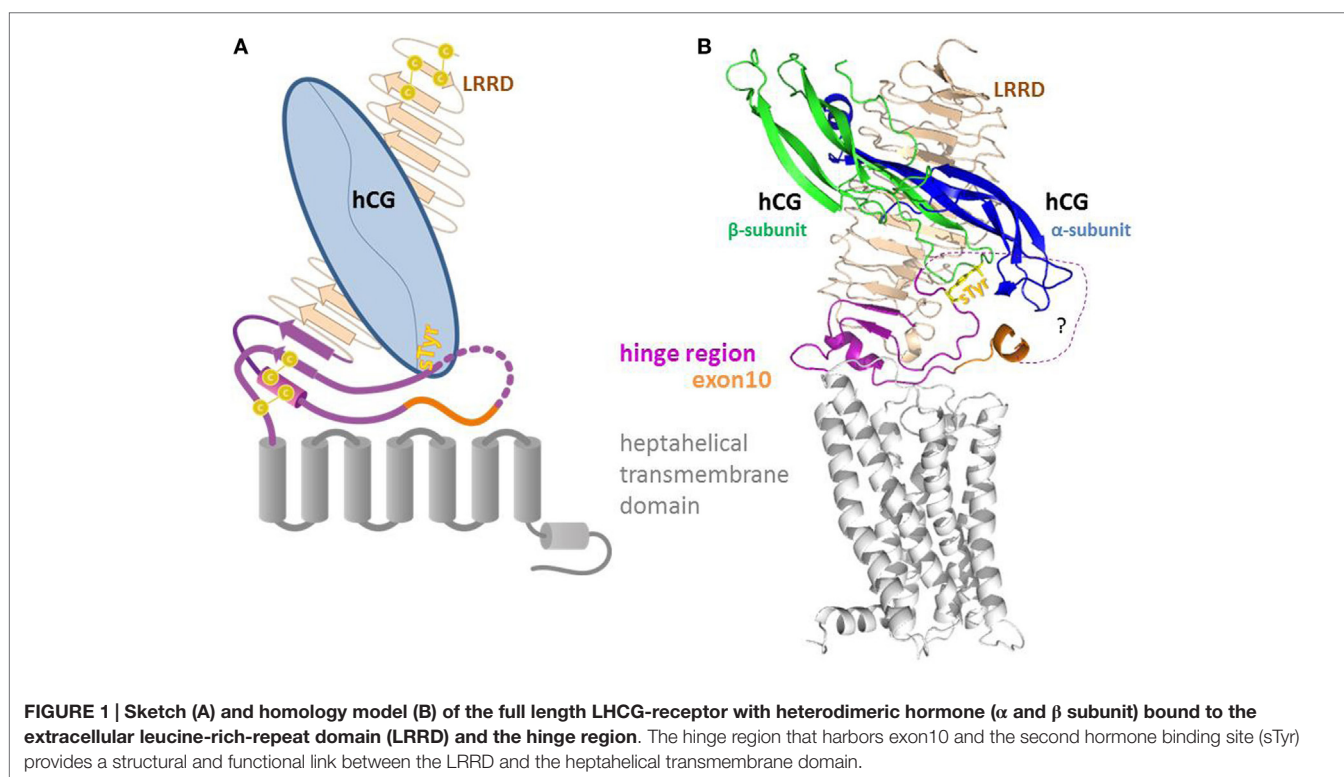 A
B
C
C
C
C
LRRD
LRRD
hCG
hCG
β-subunit
hCG
α-subunit
sTyr
sTyr
?
hinge region
exon10
C
C
C
C
heptahelical
transmembrane
domain
FIGURE 1 | Sketch (A) and homology model (B) of the full length LHCG-receptor with heterodimeric hormone (α and β subunit) bound to the
extracellular leucine-rich-repeat domain (LRRD) and the hinge region. The hinge region that harbors exon10 and the second hormone binding site (sTyr)
provides a structural and functional link between the LRRD and the heptahelical transmembrane domain.